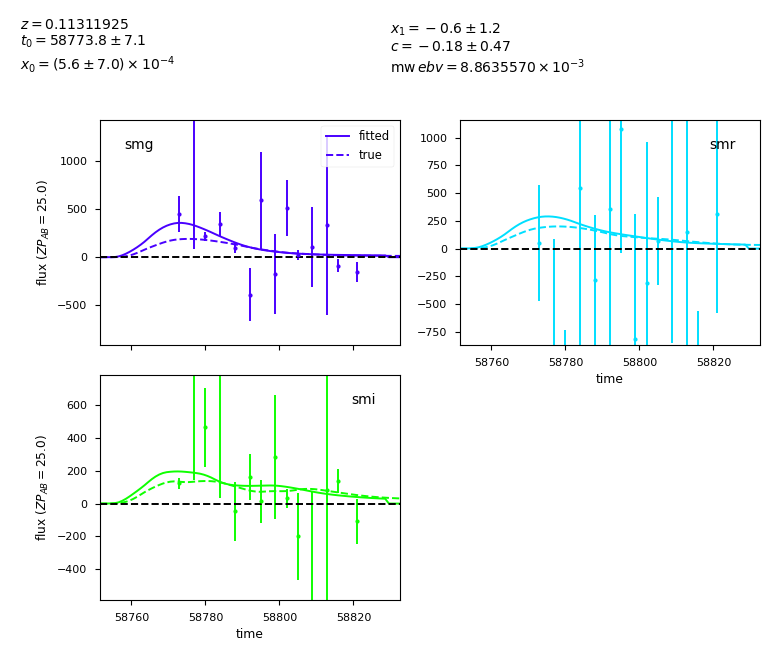 z = 0.11311925
t₀ = 58773.8 ± 7.1
x₀ = (5.6 ± 7.0) × 10⁻⁴
x₁ = −0.6 ± 1.2
c = −0.18 ± 0.47
mw ebv = 8.8635570 × 10⁻³
smg
fitted
true
1000
500
0
−500
flux (ZP_AB = 25.0)
smr
1000
750
500
250
0
−250
−500
−750
58760 58780 58800 58820
time
smi
600
400
200
0
−200
−400
flux (ZP_AB = 25.0)
58760 58780 58800 58820
time